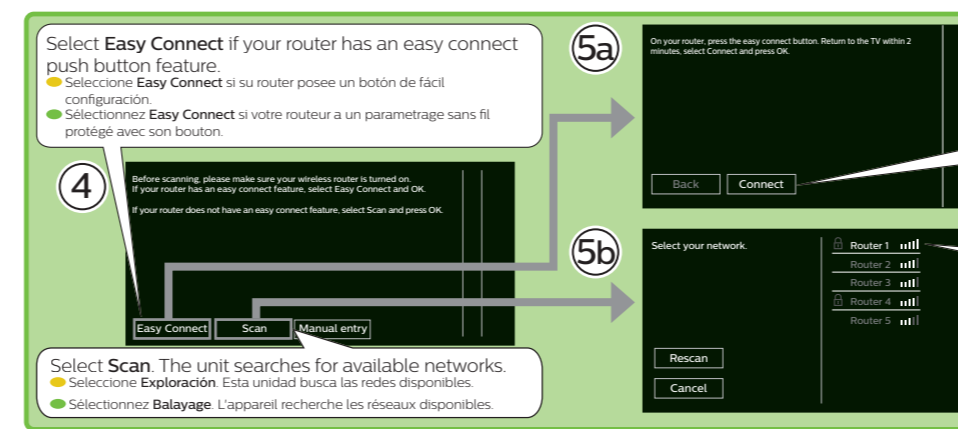 Select Easy Connect if your router has an easy connect
push button feature.
Seleccione Easy Connect si su router posee un botón de fácil
configuración.
Sélectionnez Easy Connect si votre routeur a un parametrage sans fil
protégé avec son bouton.
4
Before scanning, please make sure your wireless router is turned on.
If your router has an easy connect feature, select Easy Connect and OK.
If your router does not have an easy connect feature, select Scan and press OK.
Easy Connect
Scan
Manual entry
Select Scan. The unit searches for available networks.
Seleccione Exploración. Esta unidad busca las redes disponibles.
Sélectionnez Balayage. L'appareil recherche les réseaux disponibles.
5a
On your router, press the easy connect button. Return to the TV within 2
minutes, select Connect and press OK.
Back
Connect
5b
Select your network.
Router 1
Router 2
Router 3
Router 4
Router 5
Rescan
Cancel